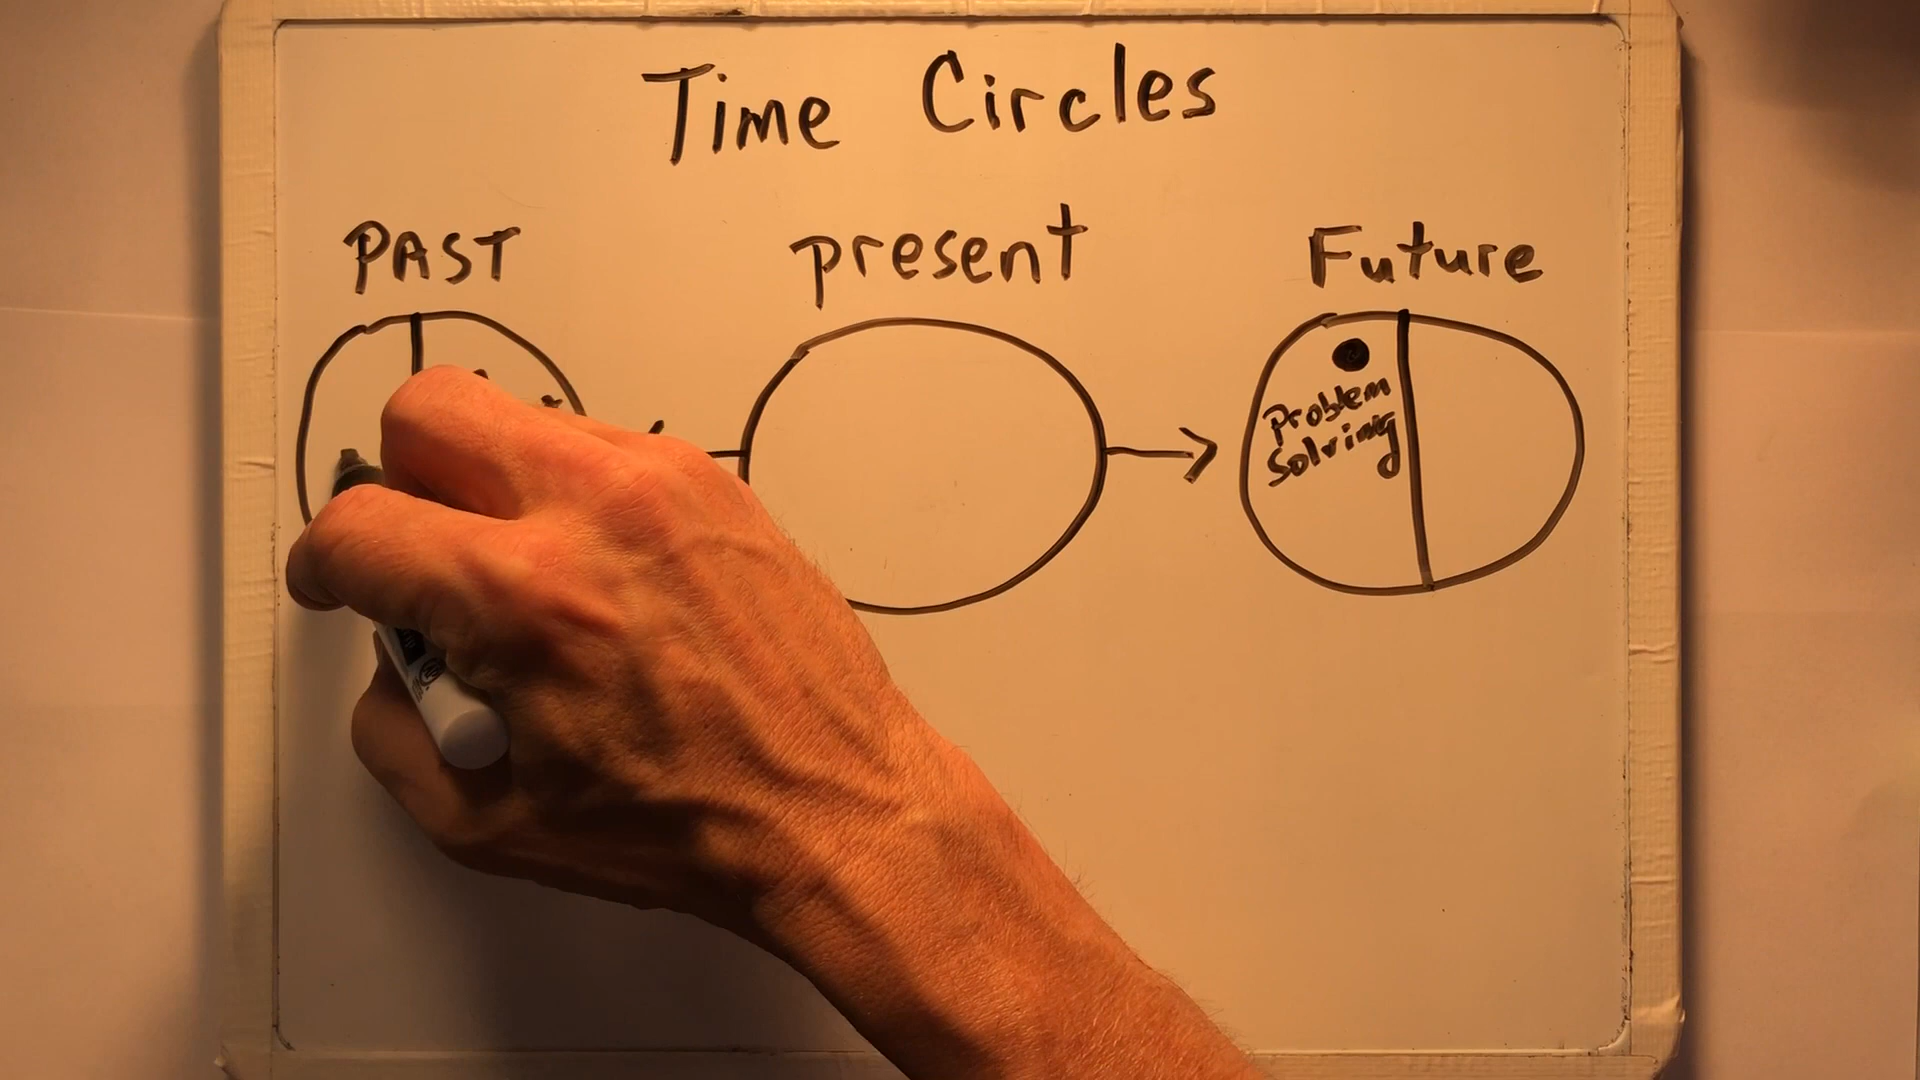 Time Circles
PAST
present
Future
Problem
Solving